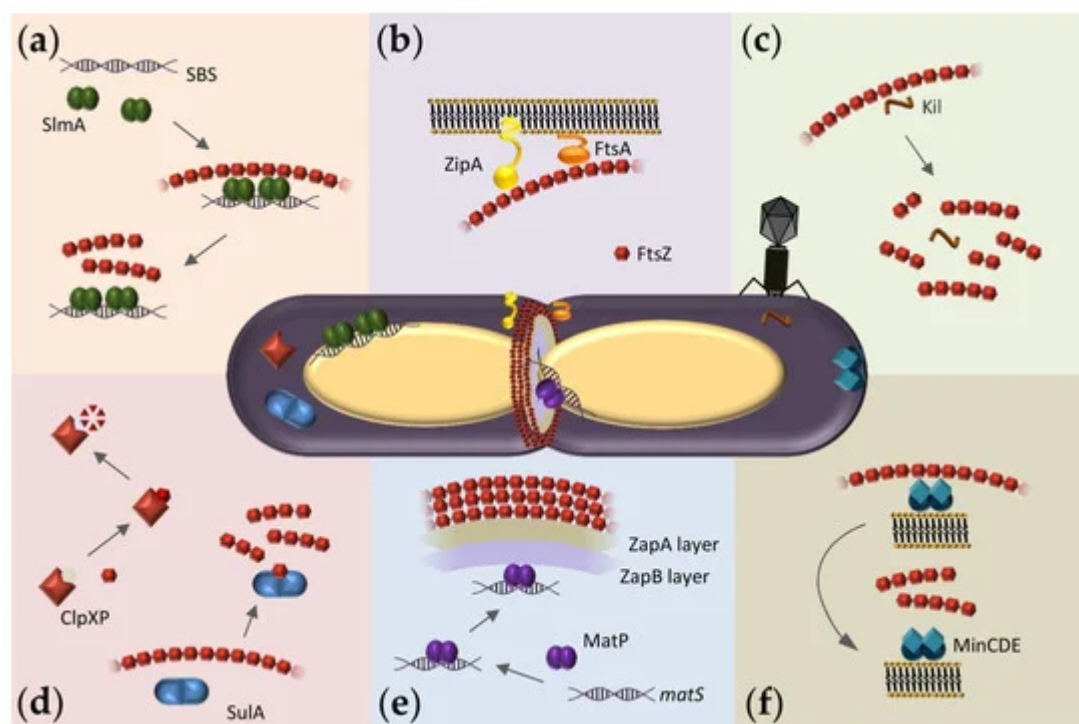 (a)
SBS
SlmA
(b)
ZipA
FtsA
FtsZ
(c)
Kil
ClpXP
SulA
(d)
ZapA layer
ZapB layer
MatP
matS
(e)
MinCDE
(f)